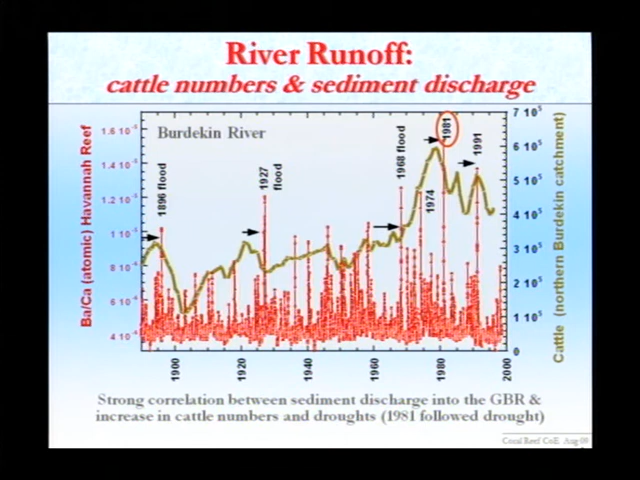 River Runoff:
cattle numbers & sediment discharge
Burdekin River
Ba/Ca (atomic) Havannah Reef
1.6 10⁻⁵
1.4 10⁻⁵
1.2 10⁻⁵
1 10⁻⁵
8 10⁻⁶
6 10⁻⁶
4 10⁻⁶
1896 flood
1927
flood
1968 flood
1974
1981
1991
7 10⁵
6 10⁵
5 10⁵
4 10⁵
3 10⁵
2 10⁵
1 10⁵
0
Cattle (northern Burdekin catchment)
1900
1920
1940
1960
1980
2000
Strong correlation between sediment discharge into the GBR &
increase in cattle numbers and droughts (1981 followed drought)
Coral Reef CoE, Aug